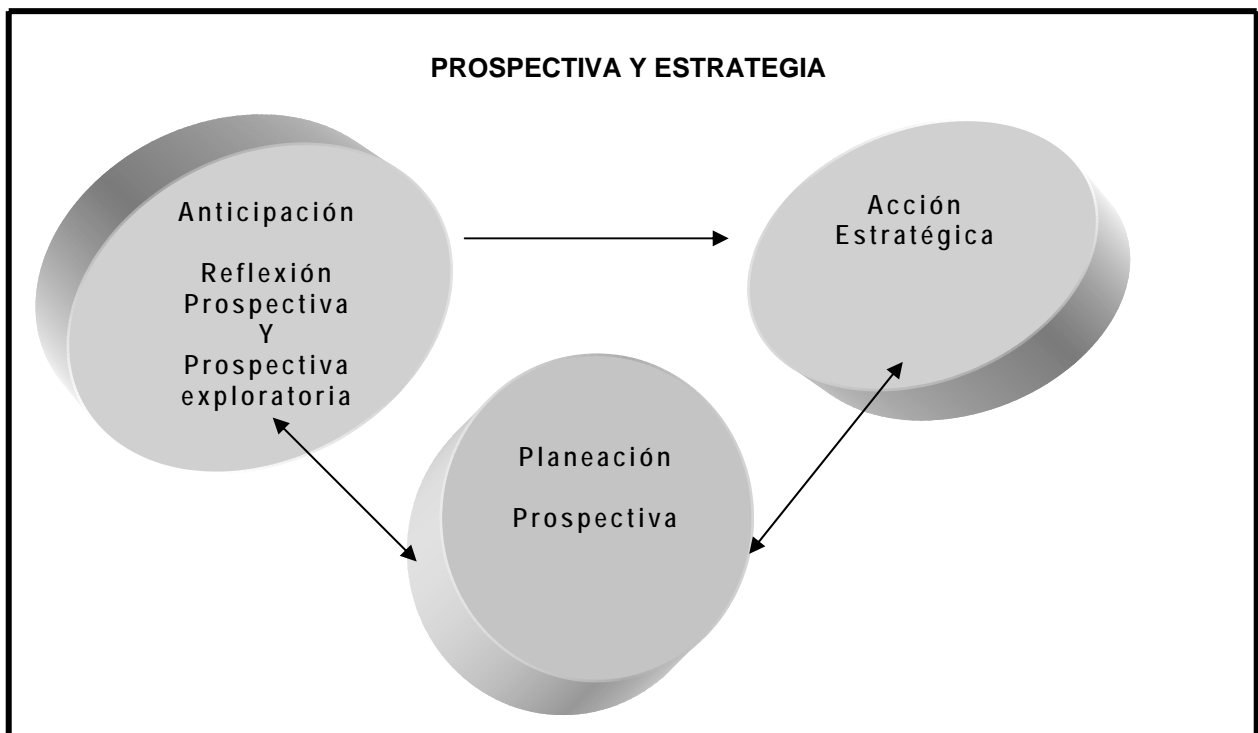 PROSPECTIVA Y ESTRATEGIA
Anticipación
Reflexión
Prospectiva
Y
Prospectiva
exploratoria
Acción
Estratégica
Planeación
Prospectiva